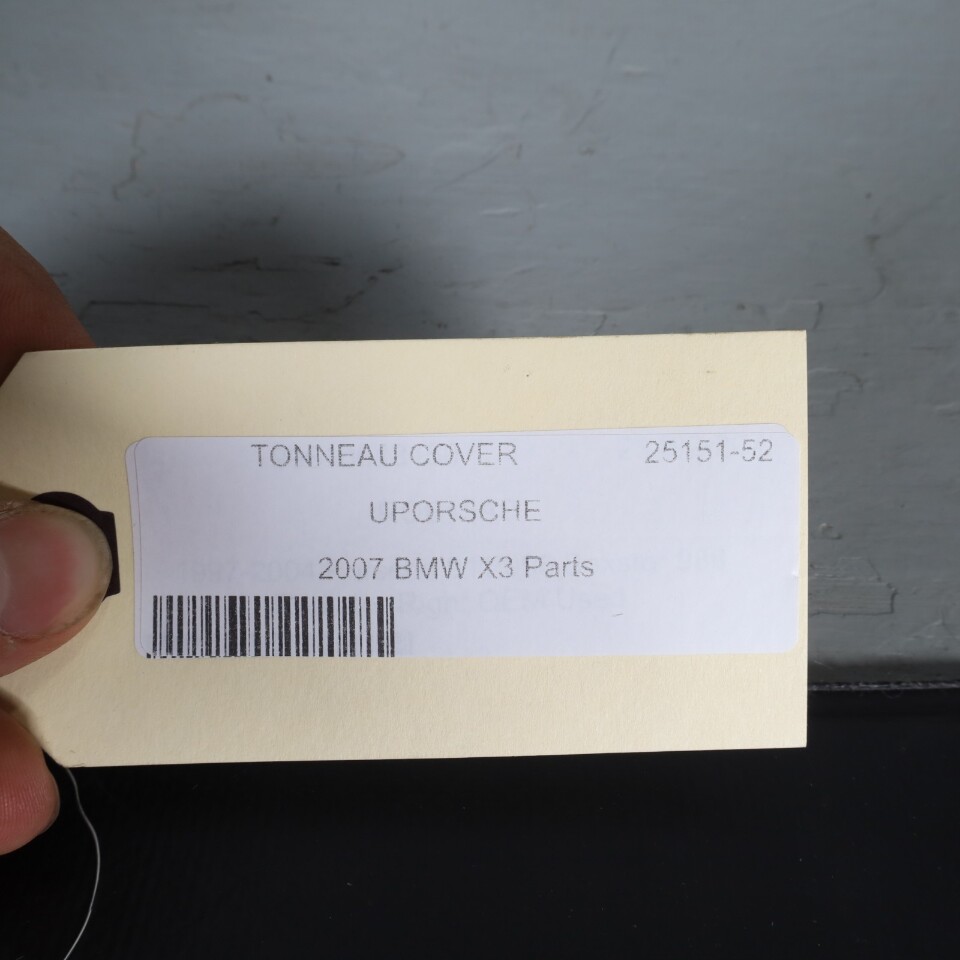 TONNEAU COVER 25151-52
UPORSCHE
2007 BMW X3 Parts